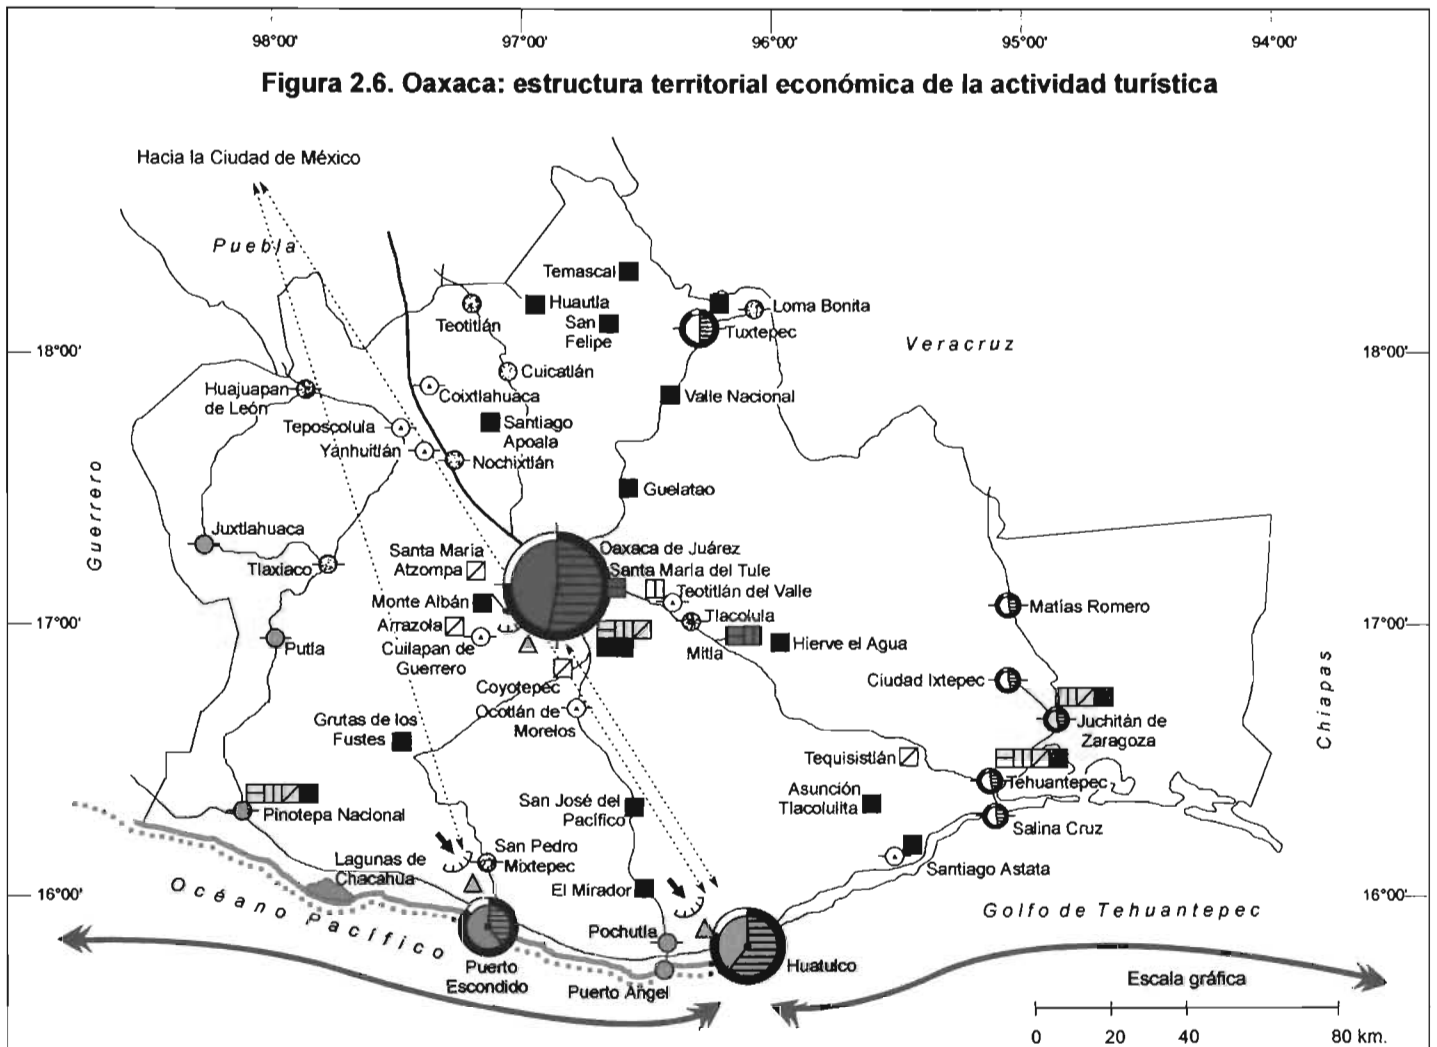 98°00' 97°00' 96°00' 95°00' 94°00'
Figura 2.6. Oaxaca: estructura territorial económica de la actividad turística
Hacia la Ciudad de México
Puebla
Temascal
Huautla
Loma Bonita
Teotitlán
San
Felipe
Tuxtepec
Veracruz
18°00'
18°00'
Cuicatlán
Huajuapan
de León
Coixtlahuaca
Valle Nacional
Teposcolula
Santiago
Apoala
Yanhuitlán
Nochixtlán
Guerrero
Guelatao
Juxtlahuaca
Tlaxiaco
Santa María
Atzompa
Oaxaca de Juárez
Santa María del Tule
Teotitlán del Valle
Monte Albán
Tlacolula
Matías Romero
17°00'
17°00'
Arrazola
Cuilapan de
Guerrero
Putla
Mitla
Hierve el Agua
Coyotepec
Ciudad Ixtepec
Chiapas
Ocotlán de
Morelos
Grutas de los
Fustes
Juchitán de
Zaragoza
Tequisistlán
Tehuantepec
Asunción
Tlacolulita
San José del
Pacífico
Pinotepa Nacional
Salina Cruz
San Pedro
Mixtepec
Lagunas de
Chacahua
Santiago Astata
El Mirador
16°00'
16°00'
Océano Pacífico
Golfo de Tehuantepec
Pochutla
Puerto
Escondido
Huatulco
Puerto Angel
Escala gráfica
0 20 40 80 km.